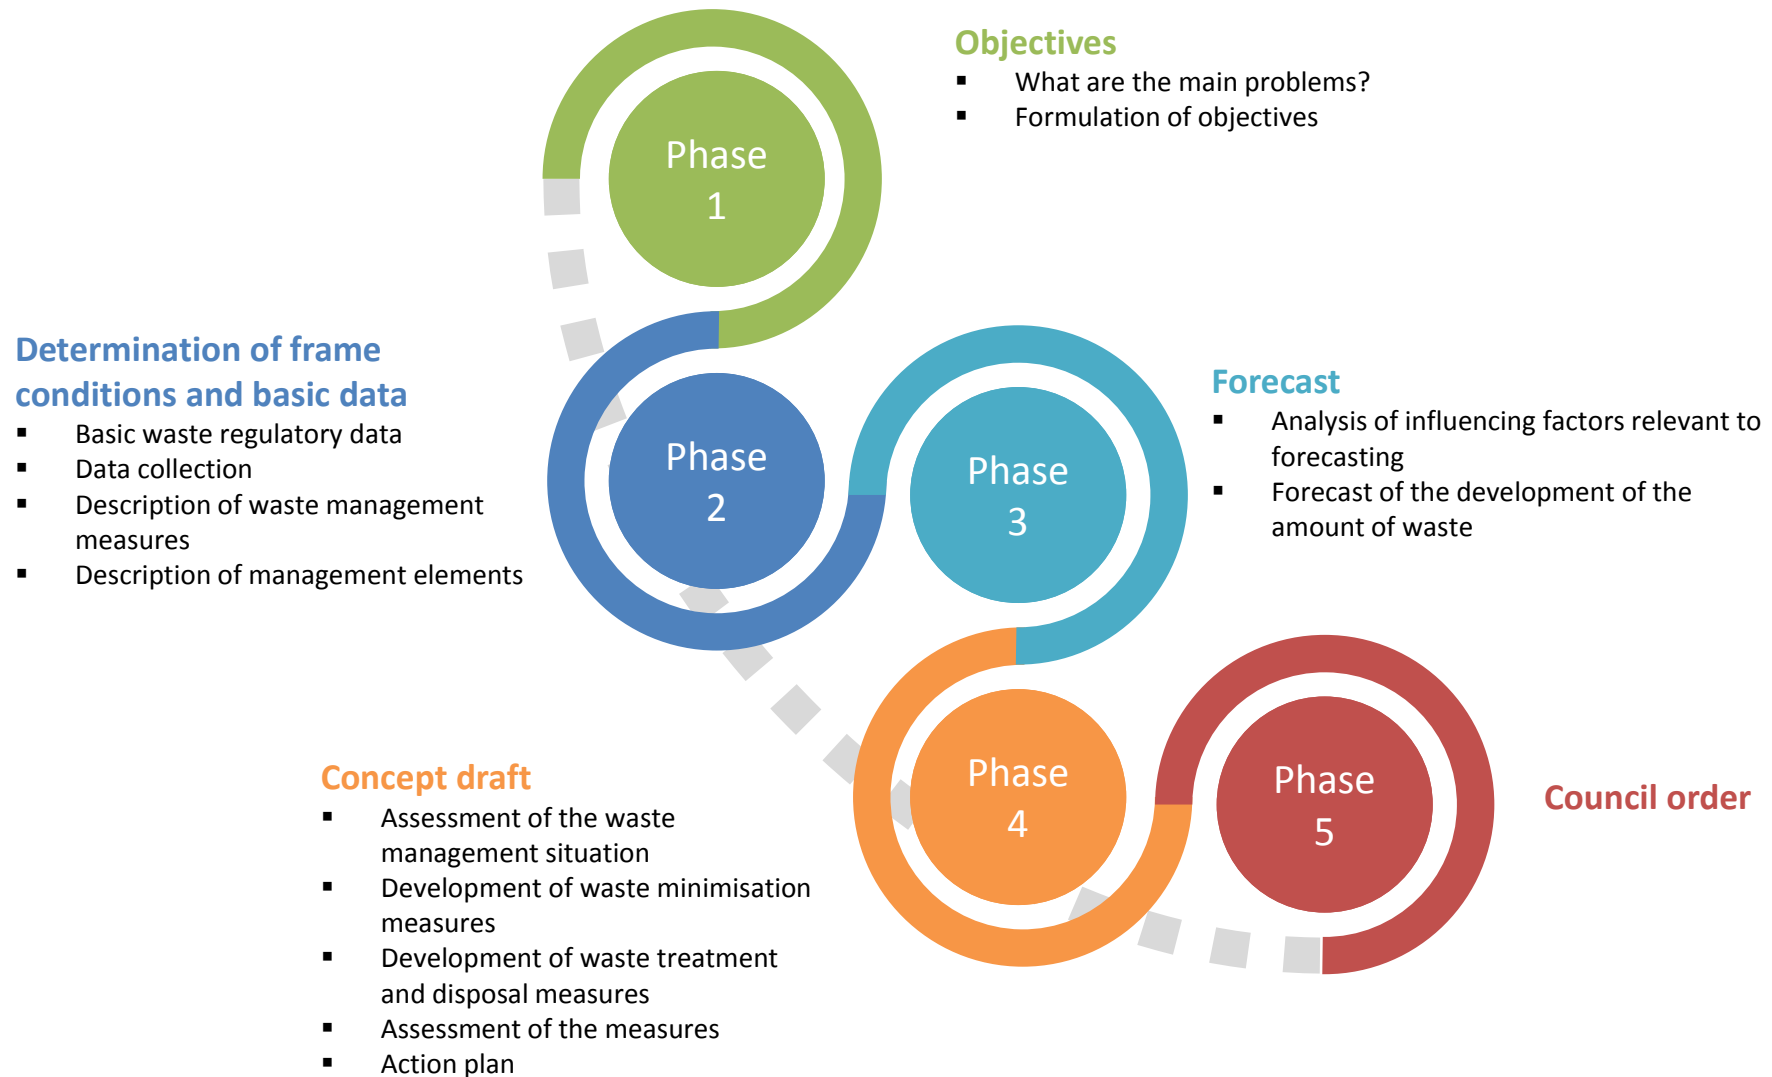 Objectives
▪ What are the main problems?
▪ Formulation of objectives
Phase
1
Determination of frame
conditions and basic data
▪ Basic waste regulatory data
▪ Data collection
▪ Description of waste management
measures
▪ Description of management elements
Phase
2
Forecast
▪ Analysis of influencing factors relevant to
forecasting
▪ Forecast of the development of the
amount of waste
Phase
3
Concept draft
▪ Assessment of the waste
management situation
▪ Development of waste minimisation
measures
▪ Development of waste treatment
and disposal measures
▪ Assessment of the measures
▪ Action plan
Phase
4
Phase
5
Council order